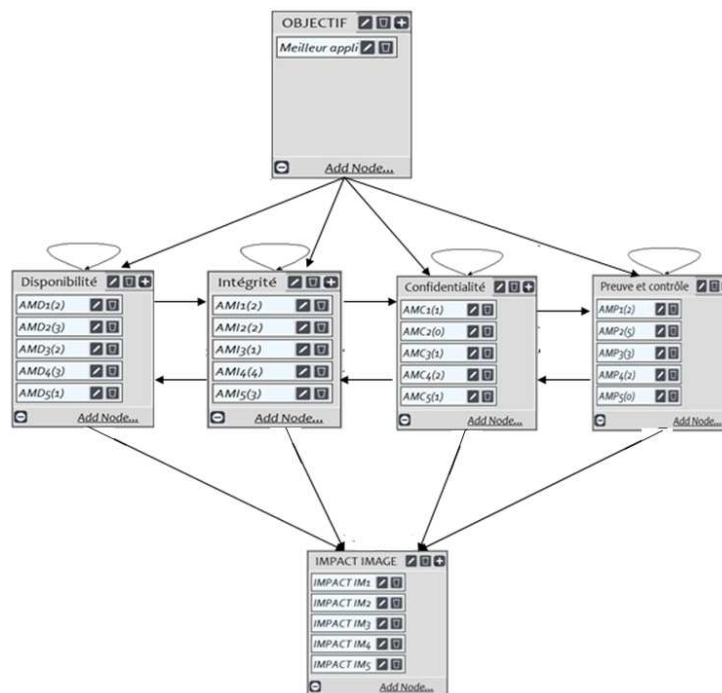 OBJECTIF
Meilleur appli
Add Node...
Disponibilité
AMD1(2)
AMD2(3)
AMD3(2)
AMD4(3)
AMD5(1)
Add Node...
Intégrité
AMI1(2)
AMI2(2)
AMI3(1)
AMI4(4)
AMI5(3)
Add Node...
Confidentialité
AMC1(1)
AMC2(0)
AMC3(1)
AMC4(2)
AMC5(1)
Add Node...
Preuve et contrôle
AMP1(2)
AMP2(5)
AMP3(3)
AMP4(2)
AMP5(0)
Add Node...
IMPACT IMAGE
IMPACT IM1
IMPACT IM2
IMPACT IM3
IMPACT IM4
IMPACT IM5
Add Node...